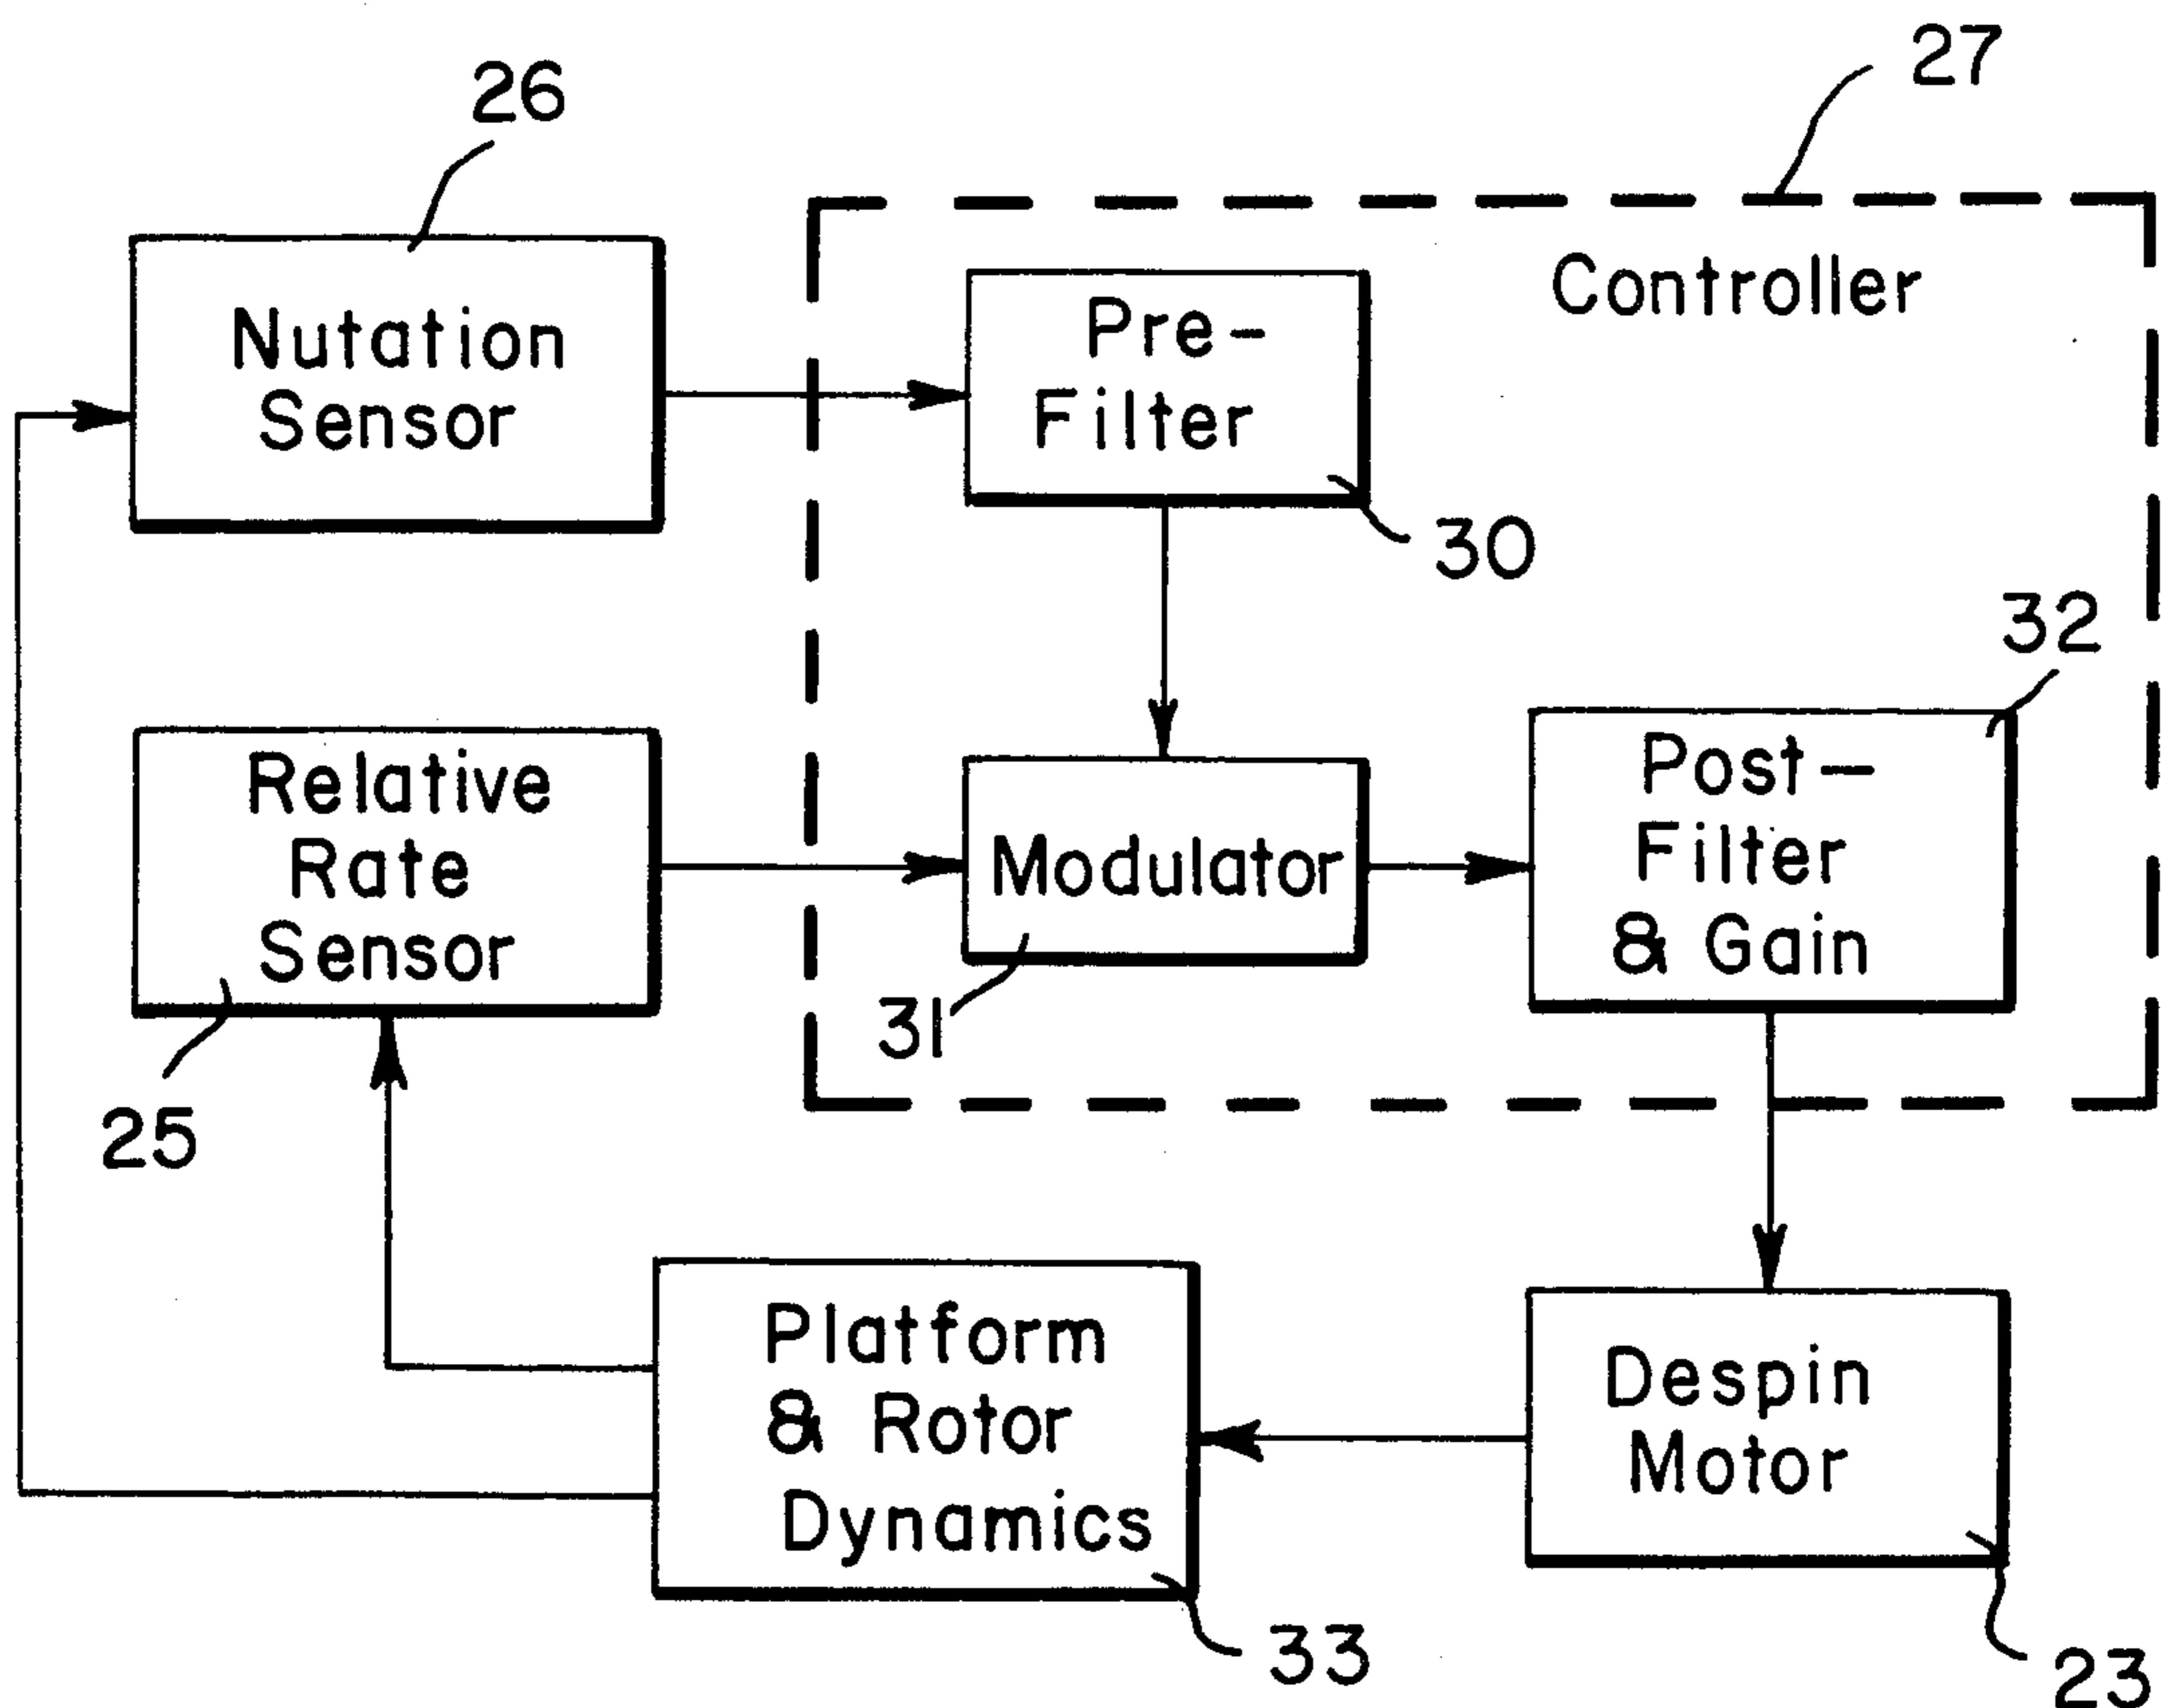 27
26
Controller
Nutation
Sensor
Pre-
Filter
30
32
Relative
Rate
Sensor
Modulator
Post-
Filter
& Gain
31
25
Platform
& Rotor
Dynamics
Despin
Motor
33
23